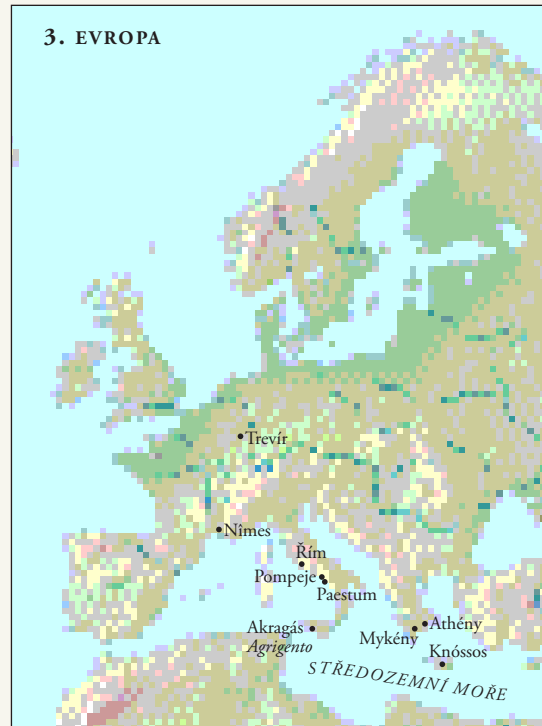 3. EVROPA
Trevír
Nîmes
Řím
Pompeje
Paestum
Akragás
Agrigento
Athény
Mykény
Knóssos
STŘEDOZEMNÍ MOŘE